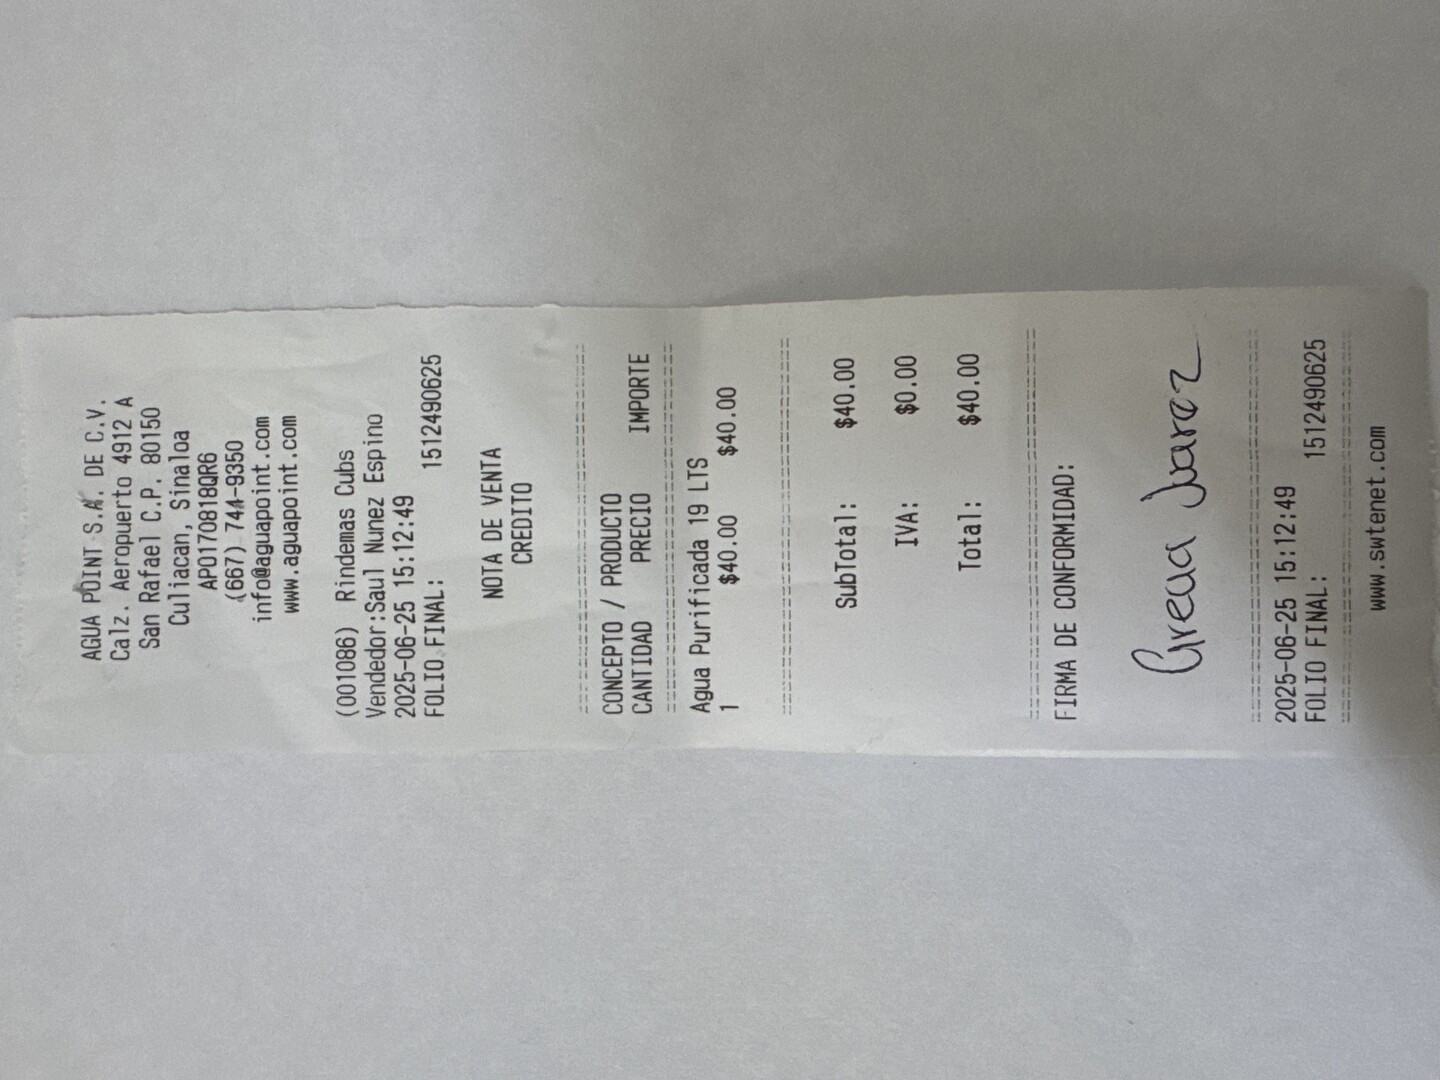 AGUA POINT S.A. DE C.V.
Calz. Aeropuerto 4912 A
San Rafael C.P. 80150
Culiacan, Sinaloa
APO170818QR6
(667) 744-9350
info@aguapoint.com
www.aguapoint.com
(001086) Rindemas Cubs
Vendedor:Saul Nunez Espino
2025-06-25 15:12:49
FOLIO FINAL: 1512490625
NOTA DE VENTA
CREDITO
CONCEPTO / PRODUCTO
CANTIDAD PRECIO IMPORTE
Agua Purificada 19 LTS
1 $40.00 $40.00
SubTotal: $40.00
IVA: $0.00
Total: $40.00
FIRMA DE CONFORMIDAD:
Juarez
2025-06-25 15:12:49
FOLIO FINAL: 1512490625
www.swtenet.com